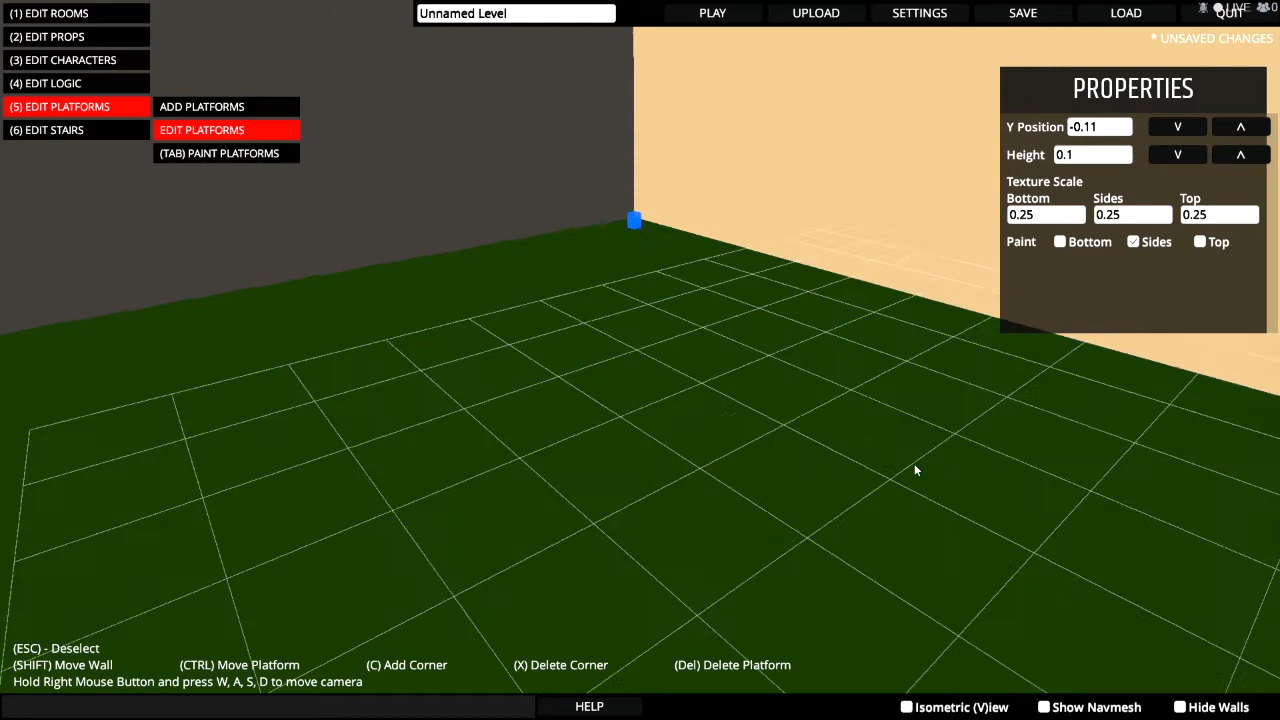 (1) EDIT ROOMS
Unnamed Level
PLAY
UPLOAD
SETTINGS
SAVE
LOAD
QUIT
LIVE
0
(2) EDIT PROPS
* UNSAVED CHANGES
(3) EDIT CHARACTERS
(4) EDIT LOGIC
(5) EDIT PLATFORMS
ADD PLATFORMS
(6) EDIT STAIRS
EDIT PLATFORMS
(TAB) PAINT PLATFORMS
PROPERTIES
Y Position -0.11 V Λ
Height 0.1 V Λ
Texture Scale
Bottom Sides Top
0.25 0.25 0.25
Paint Bottom Sides Top
(ESC) - Deselect
(SHIFT) Move Wall (CTRL) Move Platform (C) Add Corner (X) Delete Corner (Del) Delete Platform
Hold Right Mouse Button and press W, A, S, D to move camera
HELP
Isometric (V)iew
Show Navmesh
Hide Walls